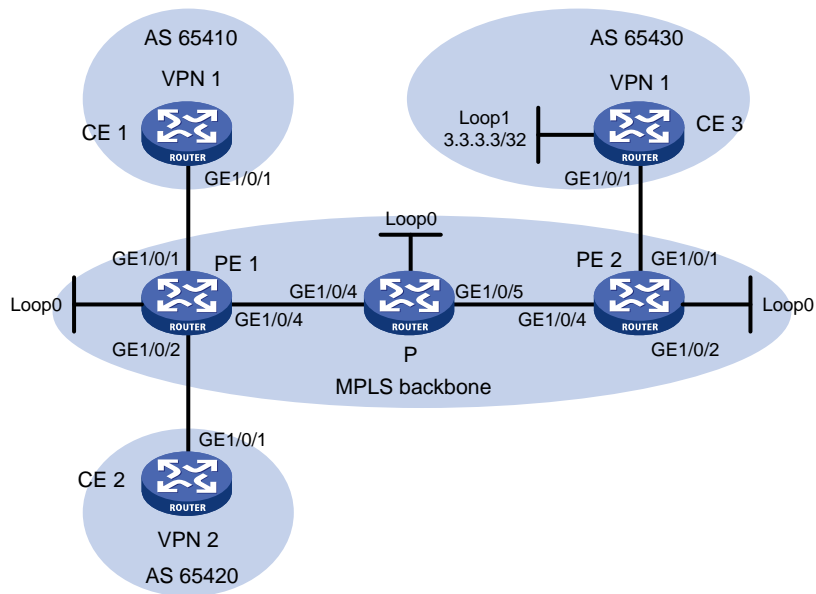 AS 65410
AS 65430
VPN 1
VPN 1
Loop1
3.3.3.3/32
CE 1
CE 3
ROUTER
ROUTER
GE1/0/1
GE1/0/1
Loop0
GE1/0/1
PE 1
PE 2
GE1/0/1
GE1/0/4
GE1/0/5
Loop0
Loop0
ROUTER
ROUTER
ROUTER
GE1/0/4
GE1/0/4
GE1/0/2
GE1/0/2
P
MPLS backbone
GE1/0/1
CE 2
ROUTER
VPN 2
AS 65420